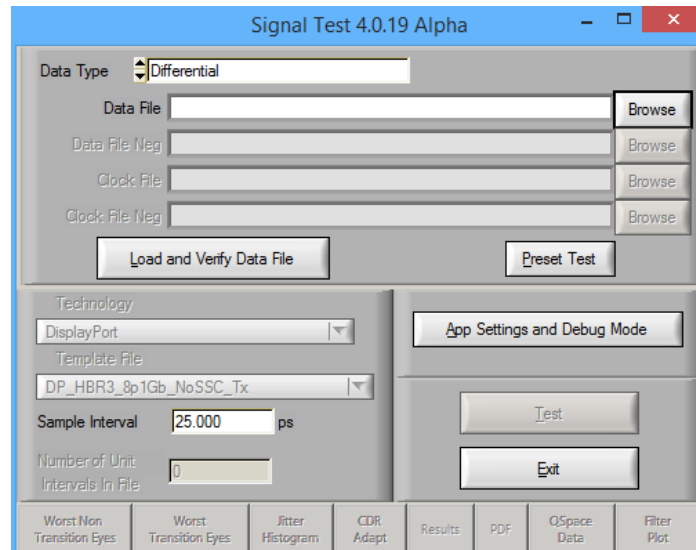 Signal Test 4.0.19 Alpha
Data Type Differential
Data File Browse
Data File Neg Browse
Clock File Browse
Clock File Neg Browse
Load and Verify Data File Preset Test
Technology
DisplayPort
App Settings and Debug Mode
Template File
DP_HBR3_8p1Gb_NoSSC_Tx
Sample Interval 25.000 ps
Test
Number of Unit
Intervals In File
0
Exit
Worst Non
Transition Eyes
Worst
Transition Eyes
Jitter
Histogram
CDR
Adapt
Results
PDF
QSpace
Data
Filter
Plot